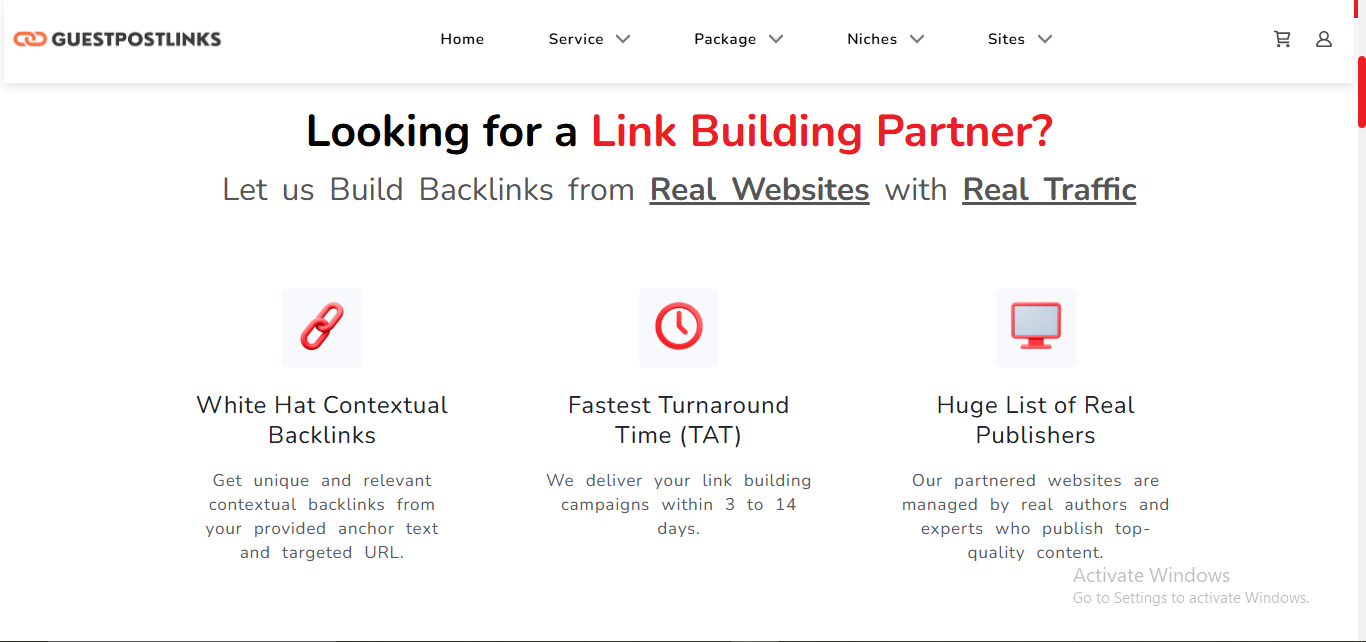 GUESTPOSTLINKS
Home Service Package Niches Sites
Looking for a Link Building Partner?
Let us Build Backlinks from Real Websites with Real Traffic
White Hat Contextual
Backlinks
Get unique and relevant
contextual backlinks from
your provided anchor text
and targeted URL.
Fastest Turnaround
Time (TAT)
We deliver your link building
campaigns within 3 to 14
days.
Huge List of Real
Publishers
Our partnered websites are
managed by real authors and
experts who publish top-
quality content.
Activate Windows
Go to Settings to activate Windows.